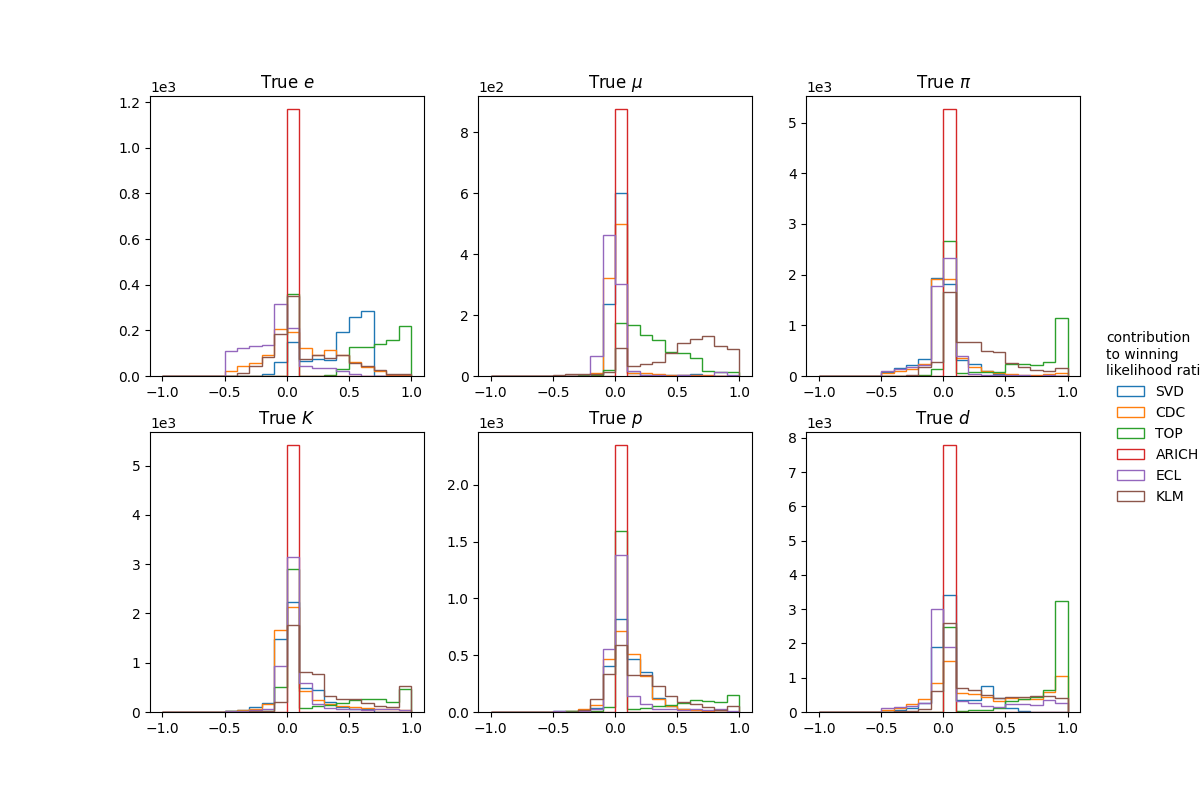 True e
1e3
1.2
1.0
0.8
0.6
0.4
0.2
0.0
−1.0 −0.5 0.0 0.5 1.0
True μ
1e2
8
6
4
2
0
−1.0 −0.5 0.0 0.5 1.0
True π
1e3
5
4
3
2
1
0
−1.0 −0.5 0.0 0.5 1.0
True K
1e3
5
4
3
2
1
0
−1.0 −0.5 0.0 0.5 1.0
True p
1e3
2.0
1.5
1.0
0.5
0.0
−1.0 −0.5 0.0 0.5 1.0
True d
1e3
8
7
6
5
4
3
2
1
0
−1.0 −0.5 0.0 0.5 1.0
contribution
to winning
likelihood rati
SVD
CDC
TOP
ARICH
ECL
KLM